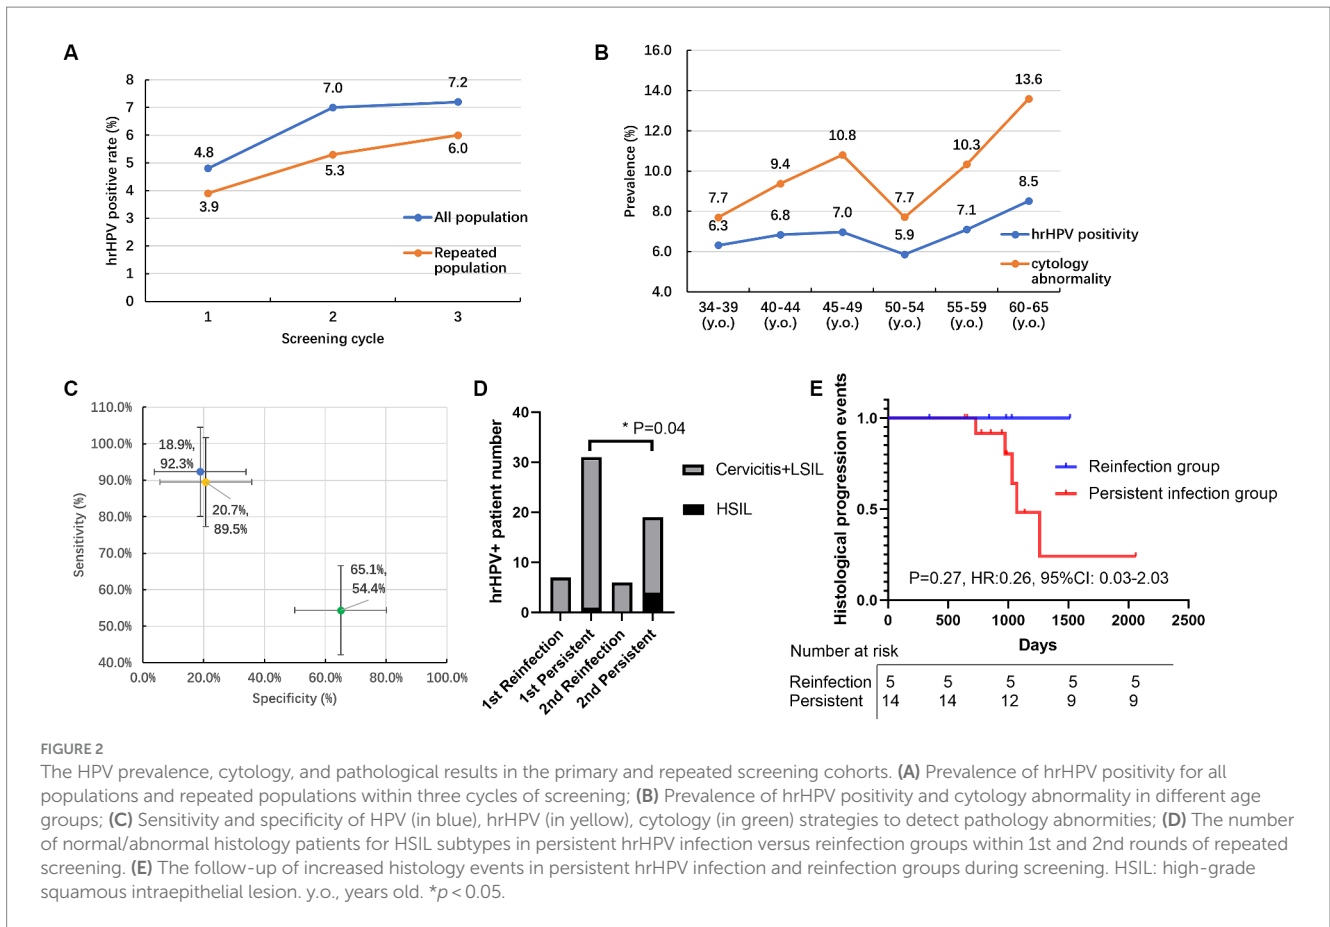 A
hrHPV positive rate (%)
8
7
6
5
4
3
2
1
0
4.8
7.0
7.2
3.9
5.3
6.0
All population
Repeated
population
1 2 3
Screening cycle
B
Prevalence (%)
16.0
14.0
12.0
10.0
8.0
6.0
4.0
7.7
9.4
10.8
7.7
10.3
13.6
6.3
6.8
7.0
5.9
7.1
8.5
hrHPV positivity
cytology
abnormality
34-39 40-44 45-49 50-54 55-59 60-65
(y.o.) (y.o.) (y.o.) (y.o.) (y.o.) (y.o.)
C
Sensitivity (%)
110.0%
100.0%
90.0%
80.0%
70.0%
60.0%
50.0%
40.0%
18.9%,
92.3%
20.7%,
89.5%
65.1%,
54.4%
0.0% 20.0% 40.0% 60.0% 80.0% 100.0%
Specificity (%)
D
hrHPV+ patient number
40
30
20
10
0
* P=0.04
Cervicitis+LSIL
HSIL
1st Reinfection
1st Persistent
2nd Reinfection
2nd Persistent
E
Histological progression events
1.0
0.5
0.0
Reinfection group
Persistent infection group
P=0.27, HR:0.26, 95%CI: 0.03-2.03
0 500 1000 1500 2000 2500
Days
Number at risk
Reinfection 5 5 5 5 5
Persistent 14 14 12 9 9
FIGURE 2
The HPV prevalence, cytology, and pathological results in the primary and repeated screening cohorts. (A) Prevalence of hrHPV positivity for all
populations and repeated populations within three cycles of screening; (B) Prevalence of hrHPV positivity and cytology abnormality in different age
groups; (C) Sensitivity and specificity of HPV (in blue), hrHPV (in yellow), cytology (in green) strategies to detect pathology abnormities; (D) The number
of normal/abnormal histology patients for HSIL subtypes in persistent hrHPV infection versus reinfection groups within 1st and 2nd rounds of repeated
screening. (E) The follow-up of increased histology events in persistent hrHPV infection and reinfection groups during screening. HSIL: high-grade
squamous intraepithelial lesion. y.o., years old. *p < 0.05.